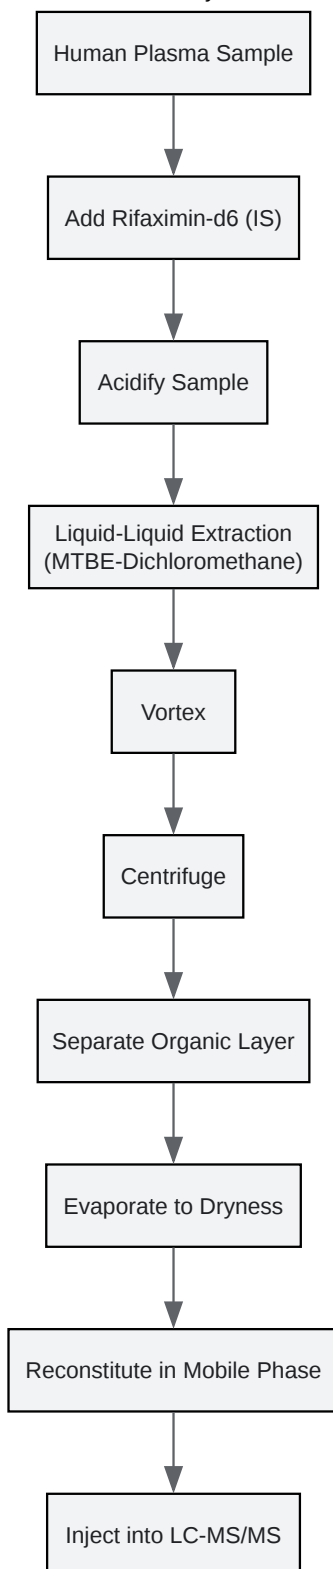 Human Plasma Sample
Add Rifaximin-d6 (IS)
Acidify Sample
Liquid-Liquid Extraction
(MTBE-Dichloromethane)
Vortex
Centrifuge
Separate Organic Layer
Evaporate to Dryness
Reconstitute in Mobile Phase
Inject into LC-MS/MS